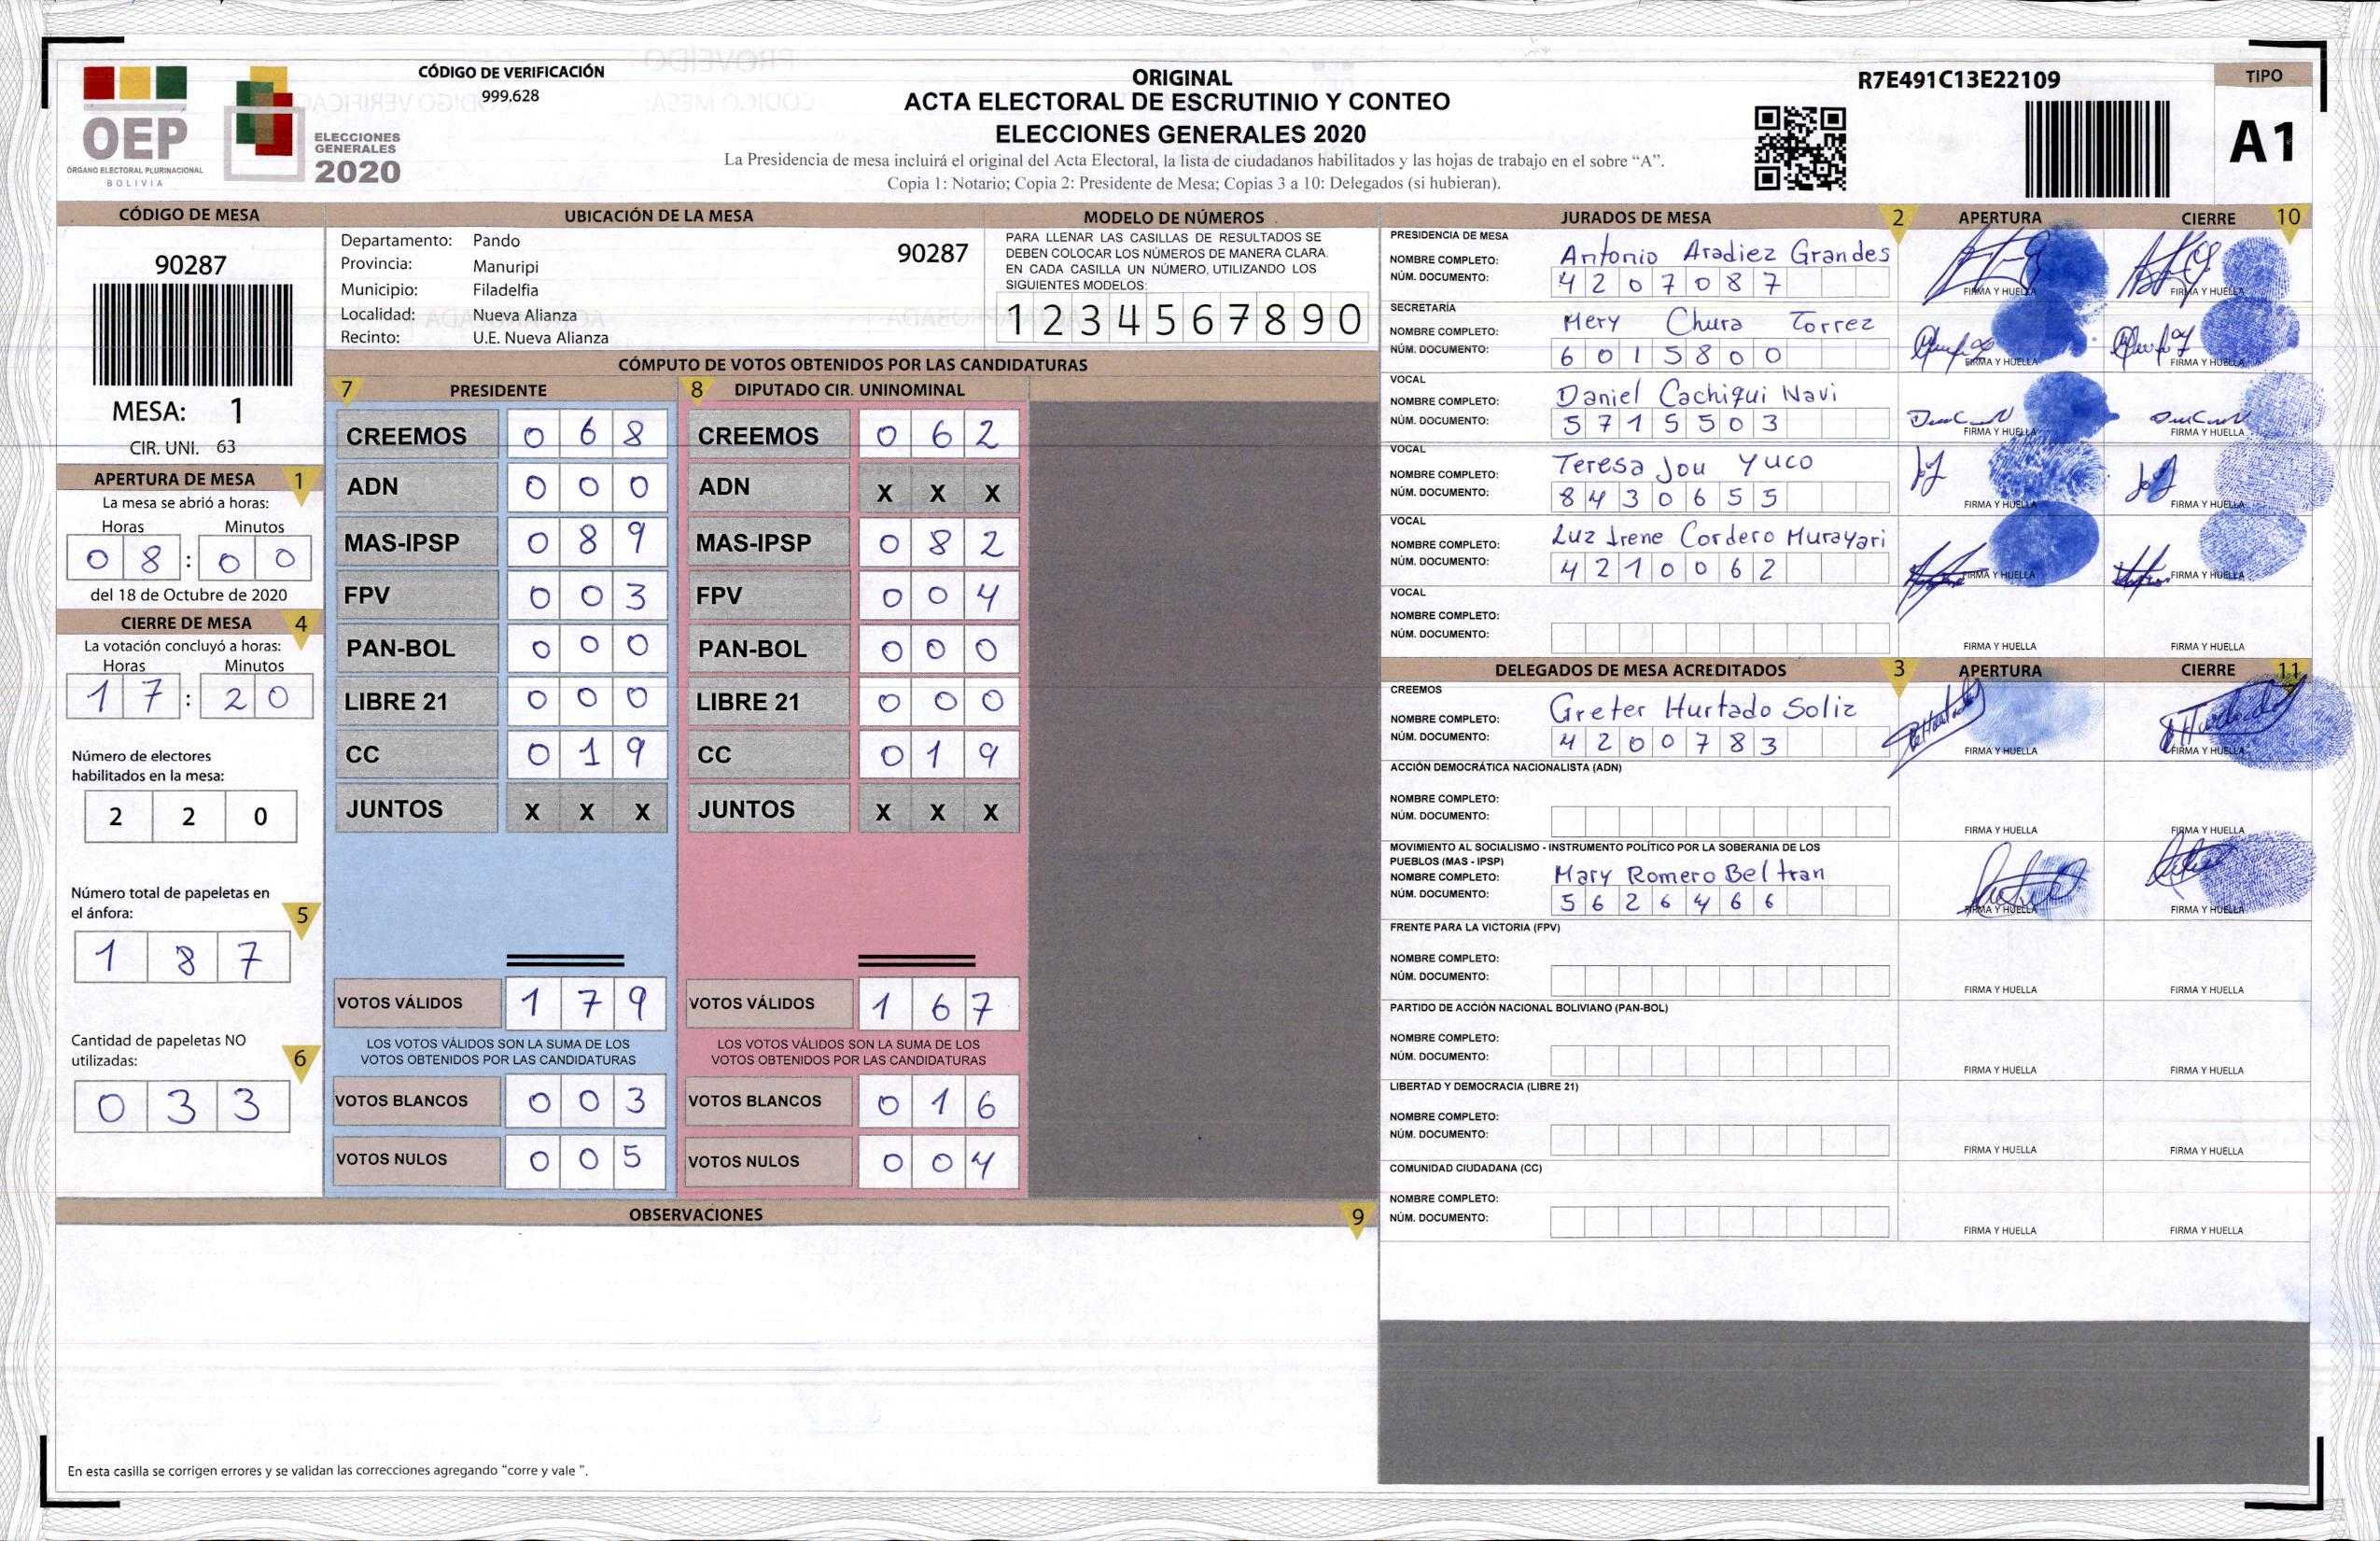 CÓDIGO DE VERIFICACIÓN
999.628
OEP
ÓRGANO ELECTORAL PLURINACIONAL
BOLIVIA
ELECCIONES
GENERALES
2020
ORIGINAL
ACTA ELECTORAL DE ESCRUTINIO Y CONTEO
ELECCIONES GENERALES 2020
La Presidencia de mesa incluirá el original del Acta Electoral, la lista de ciudadanos habilitados y las hojas de trabajo en el sobre “A”.
Copia 1: Notario; Copia 2: Presidente de Mesa; Copias 3 a 10: Delegados (si hubieran).
R7E491C13E22109
TIPO
A1
CÓDIGO DE MESA
90287
MESA: 1
CIR. UNI. 63
APERTURA DE MESA 1
La mesa se abrió a horas:
Horas Minutos
0 8 : 0 0
del 18 de Octubre de 2020
CIERRE DE MESA 4
La votación concluyó a horas:
Horas Minutos
1 7 : 2 0
Número de electores
habilitados en la mesa:
2 2 0
Número total de papeletas en
el ánfora: 5
1 8 7
Cantidad de papeletas NO
utilizadas: 6
0 3 3
UBICACIÓN DE LA MESA
Departamento: Pando
90287
Provincia: Manuripi
Municipio: Filadelfia
Localidad: Nueva Alianza
Recinto: U.E. Nueva Alianza
MODELO DE NÚMEROS
PARA LLENAR LAS CASILLAS DE RESULTADOS SE
DEBEN COLOCAR LOS NÚMEROS DE MANERA CLARA.
EN CADA CASILLA UN NÚMERO, UTILIZANDO LOS
SIGUIENTES MODELOS:
1 2 3 4 5 6 7 8 9 0
CÓMPUTO DE VOTOS OBTENIDOS POR LAS CANDIDATURAS
7 PRESIDENTE
CREEMOS 0 6 8
ADN 0 0 0
MAS-IPSP 0 8 9
FPV 0 0 3
PAN-BOL 0 0 0
LIBRE 21 0 0 0
CC 0 1 9
JUNTOS X X X
VOTOS VÁLIDOS 1 7 9
LOS VOTOS VÁLIDOS SON LA SUMA DE LOS
VOTOS OBTENIDOS POR LAS CANDIDATURAS
VOTOS BLANCOS 0 0 3
VOTOS NULOS 0 0 5
8 DIPUTADO CIR. UNINOMINAL
CREEMOS 0 6 2
ADN X X X
MAS-IPSP 0 8 2
FPV 0 0 4
PAN-BOL 0 0 0
LIBRE 21 0 0 0
CC 0 1 9
JUNTOS X X X
VOTOS VÁLIDOS 1 6 7
LOS VOTOS VÁLIDOS SON LA SUMA DE LOS
VOTOS OBTENIDOS POR LAS CANDIDATURAS
VOTOS BLANCOS 0 1 6
VOTOS NULOS 0 0 4
OBSERVACIONES 9
En esta casilla se corrigen errores y se validan las correcciones agregando “corre y vale ”.
JURADOS DE MESA 2 APERTURA CIERRE 10
PRESIDENCIA DE MESA
NOMBRE COMPLETO: Antonio Aradiez Grandes
NÚM. DOCUMENTO: 4 2 0 7 0 8 7
FIRMA Y HUELLA FIRMA Y HUELLA
SECRETARÍA
NOMBRE COMPLETO: Mery Chura Torrez
NÚM. DOCUMENTO: 6 0 1 5 8 0 0
FIRMA Y HUELLA FIRMA Y HUELLA
VOCAL
NOMBRE COMPLETO: Daniel Cachiqui Navi
NÚM. DOCUMENTO: 5 7 1 5 5 0 3
FIRMA Y HUELLA FIRMA Y HUELLA
VOCAL
NOMBRE COMPLETO: Teresa Jou Yuco
NÚM. DOCUMENTO: 8 4 3 0 6 5 5
FIRMA Y HUELLA FIRMA Y HUELLA
VOCAL
NOMBRE COMPLETO: Luz Irene Cordero Murayari
NÚM. DOCUMENTO: 4 2 1 0 0 6 2
FIRMA Y HUELLA FIRMA Y HUELLA
VOCAL
NOMBRE COMPLETO:
NÚM. DOCUMENTO:
FIRMA Y HUELLA FIRMA Y HUELLA
DELEGADOS DE MESA ACREDITADOS 3 APERTURA CIERRE 11
CREEMOS
NOMBRE COMPLETO: Greter Hurtado Soliz
NÚM. DOCUMENTO: 4 2 0 0 7 8 3
FIRMA Y HUELLA FIRMA Y HUELLA
ACCIÓN DEMOCRÁTICA NACIONALISTA (ADN)
NOMBRE COMPLETO:
NÚM. DOCUMENTO:
FIRMA Y HUELLA FIRMA Y HUELLA
MOVIMIENTO AL SOCIALISMO - INSTRUMENTO POLÍTICO POR LA SOBERANIA DE LOS
PUEBLOS (MAS - IPSP)
NOMBRE COMPLETO: Mary Romero Beltran
NÚM. DOCUMENTO: 5 6 2 6 4 6 6
FIRMA Y HUELLA FIRMA Y HUELLA
FRENTE PARA LA VICTORIA (FPV)
NOMBRE COMPLETO:
NÚM. DOCUMENTO:
FIRMA Y HUELLA FIRMA Y HUELLA
PARTIDO DE ACCIÓN NACIONAL BOLIVIANO (PAN-BOL)
NOMBRE COMPLETO:
NÚM. DOCUMENTO:
FIRMA Y HUELLA FIRMA Y HUELLA
LIBERTAD Y DEMOCRACIA (LIBRE 21)
NOMBRE COMPLETO:
NÚM. DOCUMENTO:
FIRMA Y HUELLA FIRMA Y HUELLA
COMUNIDAD CIUDADANA (CC)
NOMBRE COMPLETO:
NÚM. DOCUMENTO:
FIRMA Y HUELLA FIRMA Y HUELLA